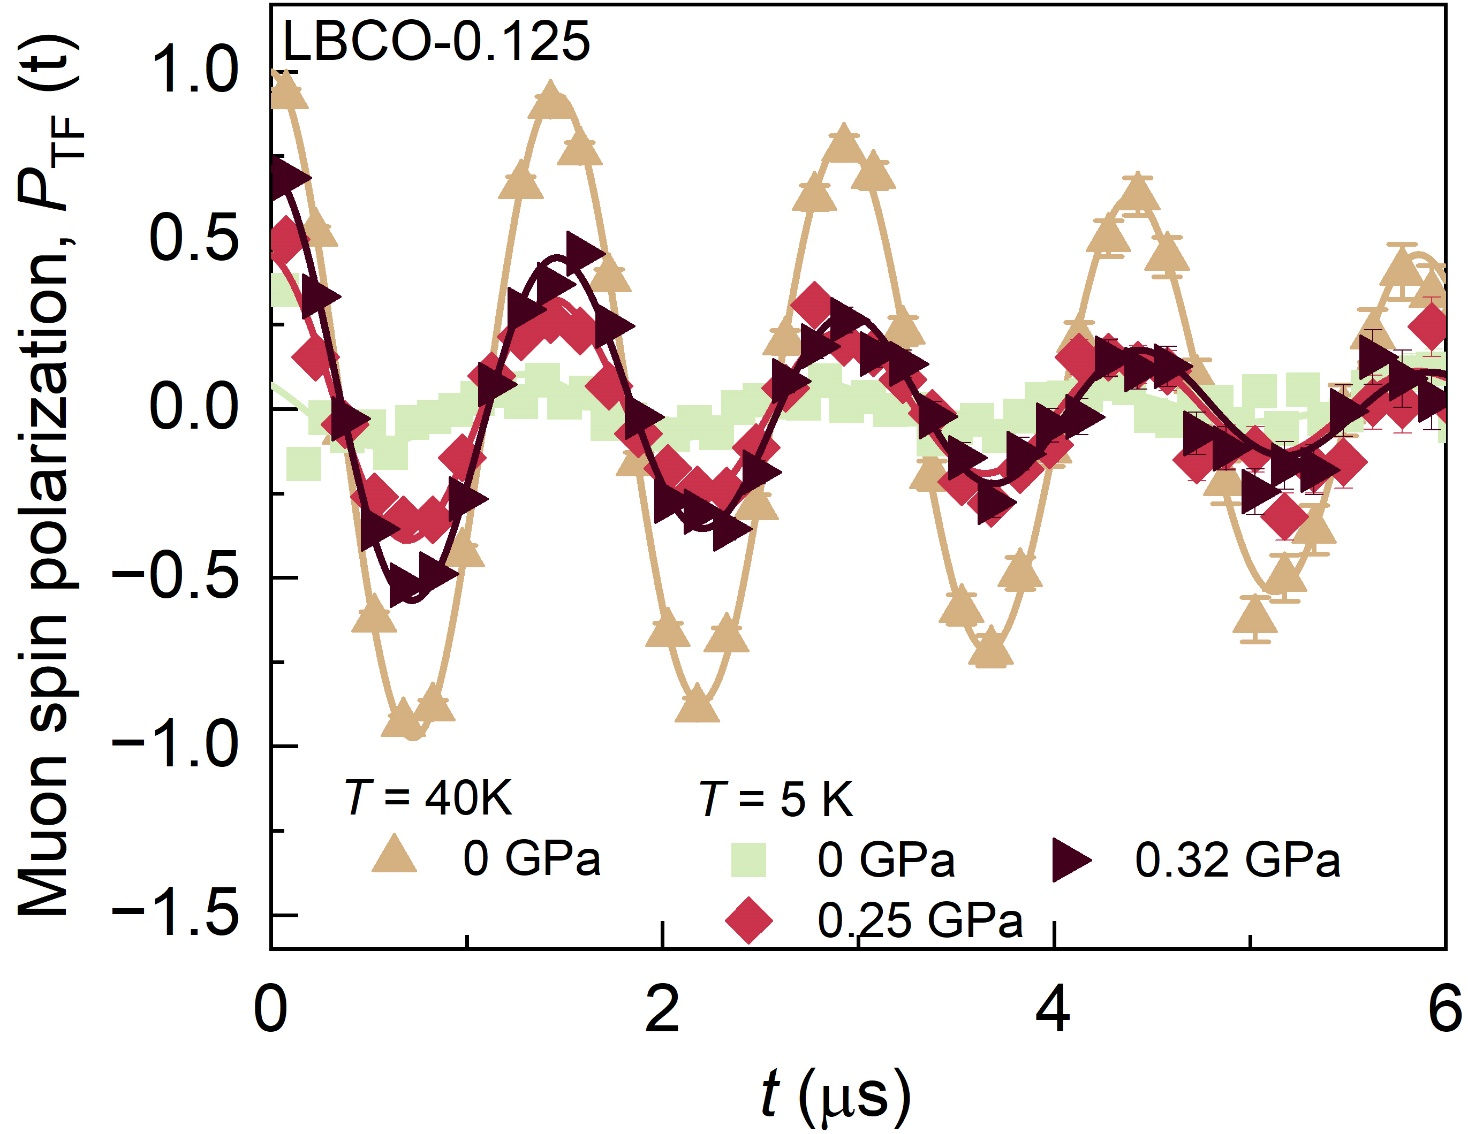 LBCO-0.125
Muon spin polarization, P_TF (t)
1.0
0.5
0.0
−0.5
−1.0
−1.5
T = 40K
T = 5 K
0 GPa
0 GPa
0.32 GPa
0.25 GPa
0
2
4
6
t (μs)